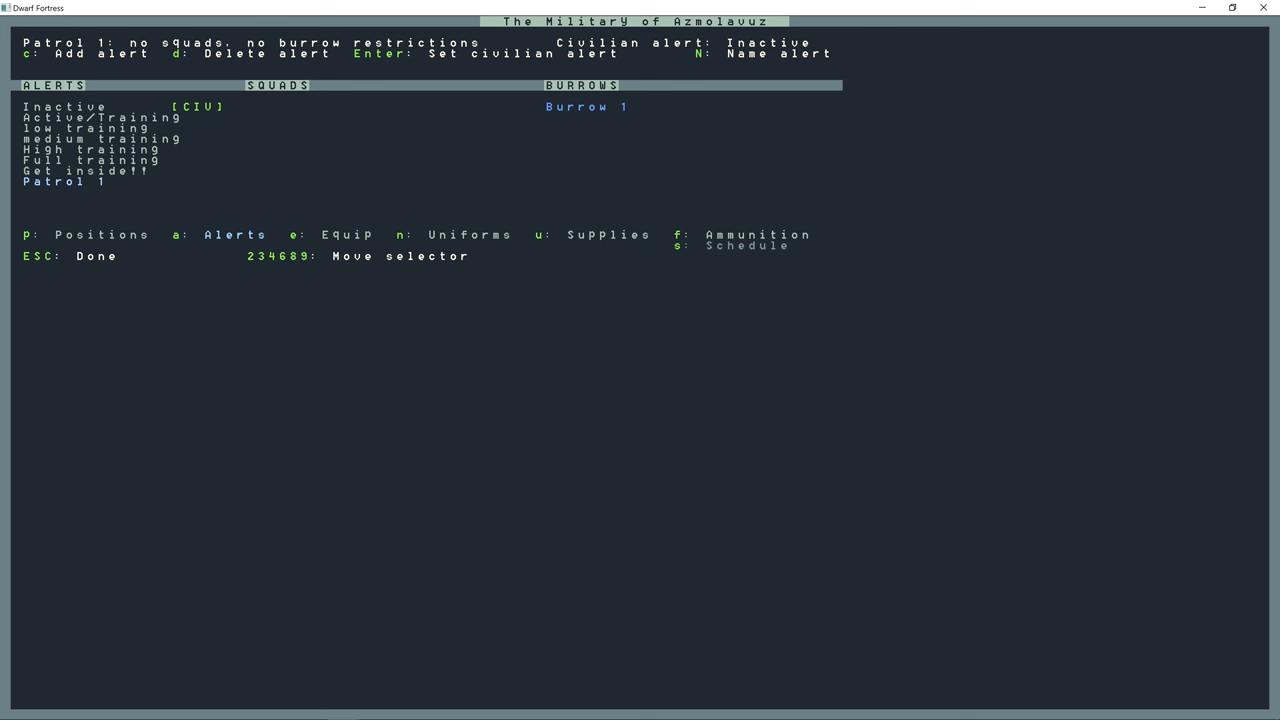 Dwarf Fortress
The Military of Azmolavuz
Patrol 1: no squads, no burrow restrictions Civilian alert: Inactive
c: Add alert d: Delete alert Enter: Set civilian alert N: Name alert
ALERTS SQUADS BURROWS
Inactive [CIV] Burrow 1
Active/Training
low training
medium training
High training
Full training
Get inside!!
Patrol 1
p: Positions a: Alerts e: Equip n: Uniforms u: Supplies f: Ammunition
s: Schedule
ESC: Done 234689: Move selector